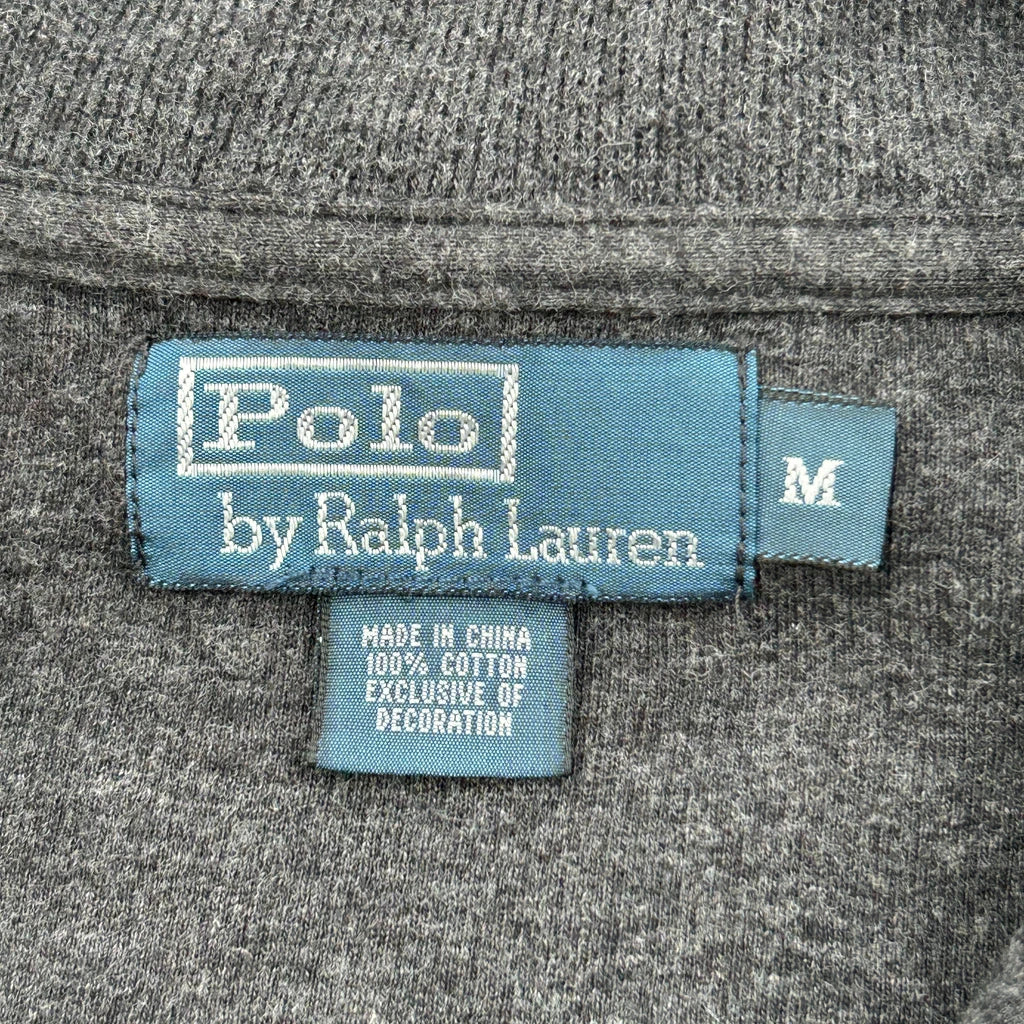 Polo
by Ralph Lauren
M
MADE IN CHINA
100% COTTON
EXCLUSIVE OF
DECORATION